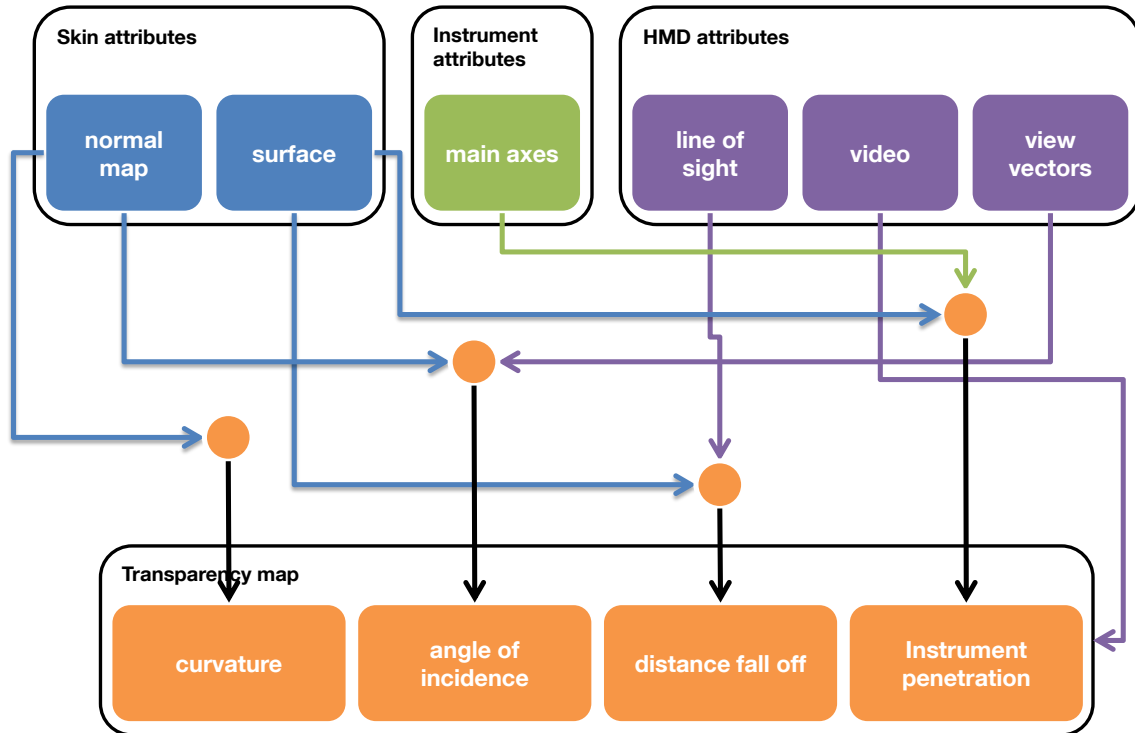 Skin attributes
Instrument
attributes
HMD attributes
normal
map
surface
main axes
line of
sight
video
view
vectors
Transparency map
curvature
angle of
incidence
distance fall off
Instrument
penetration